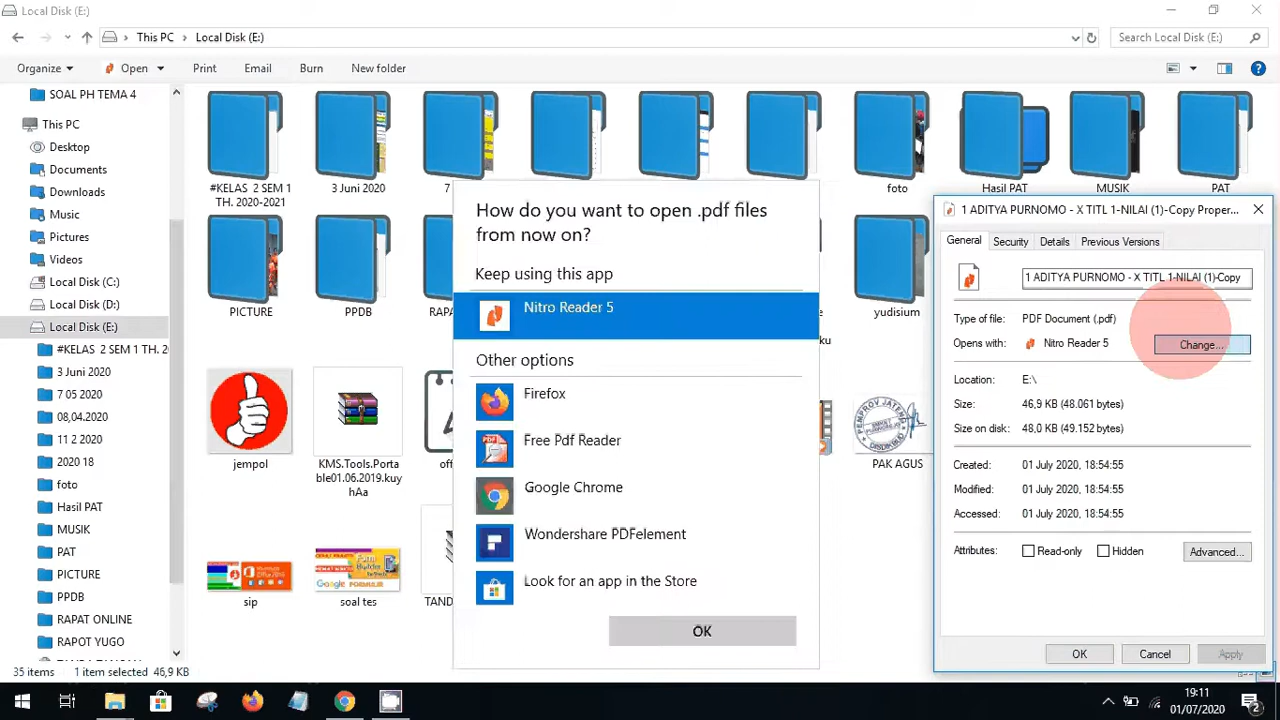 Local Disk (E:)
This PC
Local Disk (E:)
Search Local Disk (E:)
Organize
Open
Print
Email
Burn
New folder
SOAL PH TEMA 4
This PC
Desktop
Documents
Downloads
Music
Pictures
Videos
Local Disk (C:)
Local Disk (D:)
Local Disk (E:)
#KELAS 2 SEM 1 TH. 2
3 Juni 2020
7 05 2020
08,04.2020
11 2 2020
2020 18
foto
Hasil PAT
MUSIK
PAT
PICTURE
PPDB
RAPAT ONLINE
RAPOT YUGO
35 items
1 item selected 46,9 KB
#KELAS 2 SEM 1
TH. 2020-2021
3 Juni 2020
7
foto
Hasil PAT
MUSIK
PAT
PICTURE
PPDB
RAPA
yudisium
ku
jempol
KMS.Tools.Porta
ble01.06.2019.kuy
hAa
off
PAK AGUS
sip
soal tes
TAND
How do you want to open .pdf files
from now on?
Keep using this app
Nitro Reader 5
Other options
Firefox
Free Pdf Reader
Google Chrome
Wondershare PDFelement
Look for an app in the Store
OK
1 ADITYA PURNOMO - X TITL 1-NILAI (1)-Copy Proper...
General
Security
Details
Previous Versions
1 ADITYA PURNOMO - X TITL 1-NILAI (1)-Copy
Type of file: PDF Document (.pdf)
Opens with: Nitro Reader 5
Change...
Location: E:\
Size: 46,9 KB (48.061 bytes)
Size on disk: 48,0 KB (49.152 bytes)
Created: 01 July 2020, 18:54:55
Modified: 01 July 2020, 18:54:55
Accessed: 01 July 2020, 18:54:55
Attributes: Read-only Hidden
Advanced...
OK
Cancel
Apply
19:11
01/07/2020
2